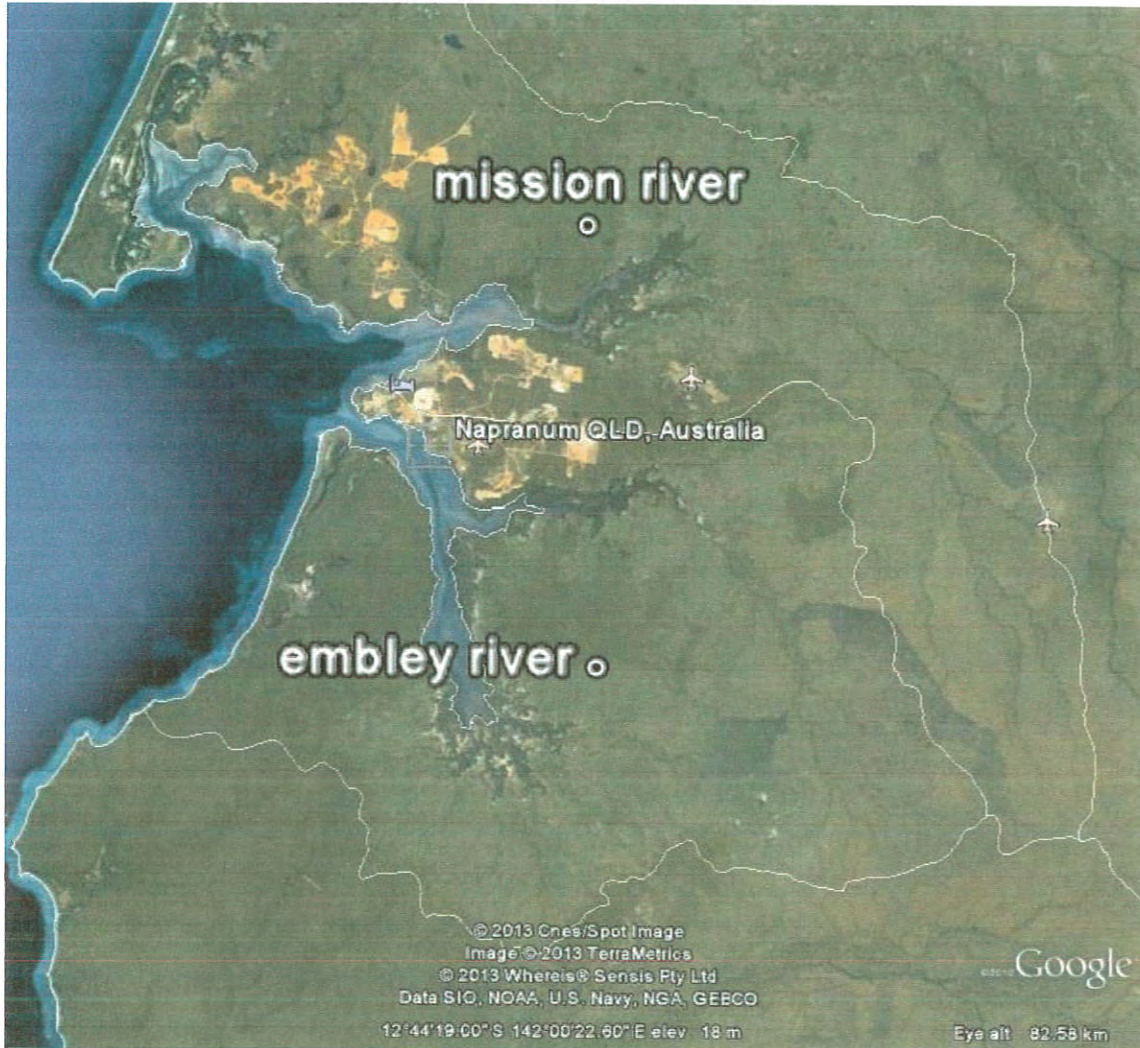 mission river
Napranum QLD, Australia
embley river
© 2013 Cnes/Spot Image
Image © 2013 TerraMetrics
© 2013 Whereis® Sensis Pty Ltd
Data SIO, NOAA, U.S. Navy, NGA, GEBCO
Google
12°44'19.00" S 142°00'22.60" E elev 18 m
Eye alt 82.58 km